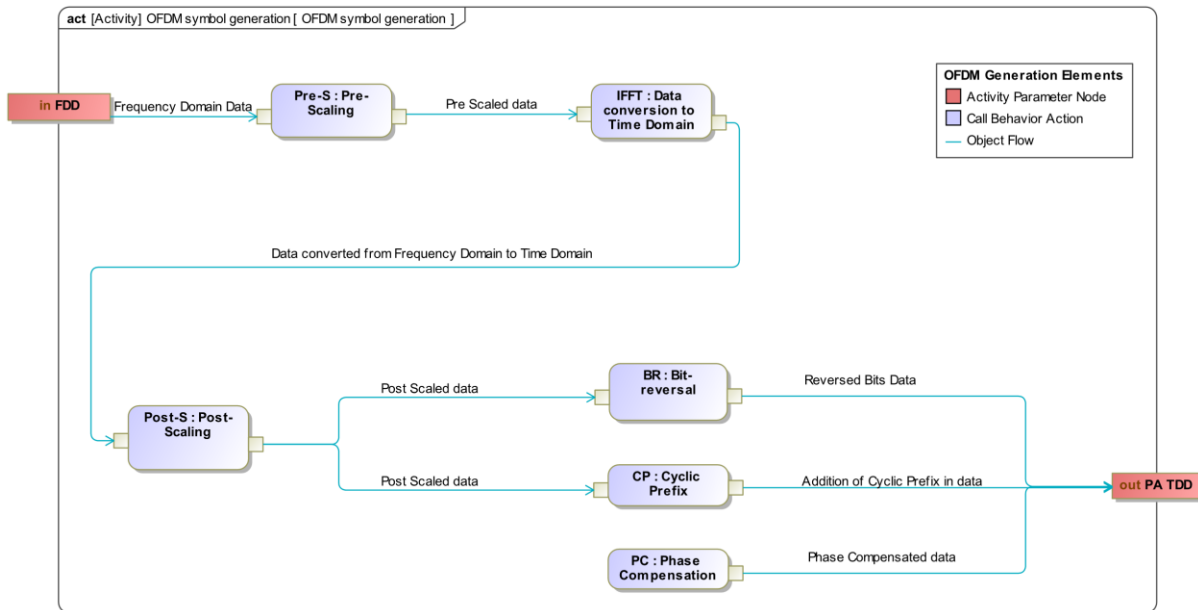 act [Activity] OFDM symbol generation [ OFDM symbol generation ]
OFDM Generation Elements
Activity Parameter Node
Call Behavior Action
Object Flow
in FDD
Frequency Domain Data
Pre-S : Pre-
Scaling
Pre Scaled data
IFFT : Data
conversion to
Time Domain
Data converted from Frequency Domain to Time Domain
Post-S : Post-
Scaling
Post Scaled data
BR : Bit-
reversal
Reversed Bits Data
Post Scaled data
CP : Cyclic
Prefix
Addition of Cyclic Prefix in data
out PA TDD
PC : Phase
Compensation
Phase Compensated data